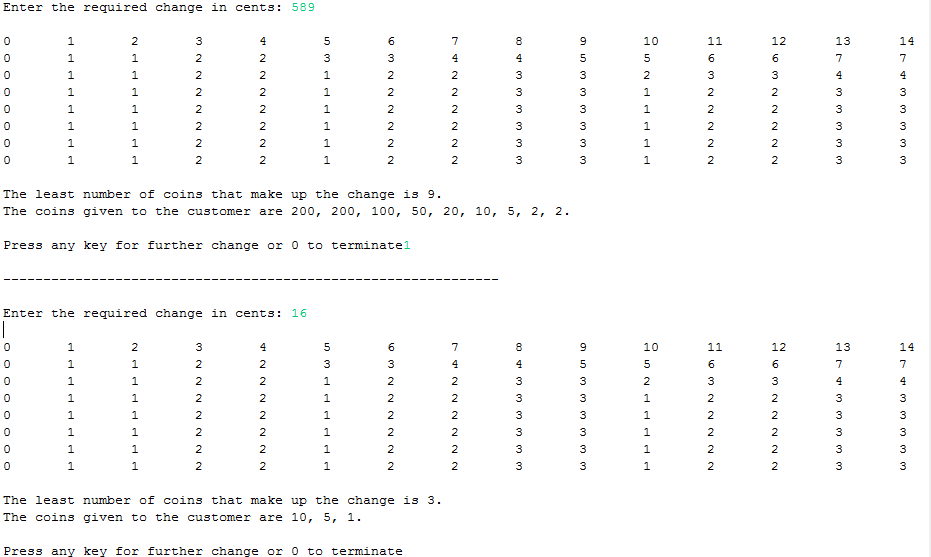 Enter the required change in cents: 589
0 1 2 3 4 5 6 7 8 9 10 11 12 13 14
0 1 1 2 2 3 3 4 4 5 5 6 6 7 7
0 1 1 2 2 1 2 2 3 3 2 3 3 4 4
0 1 1 2 2 1 2 2 3 3 1 2 2 3 3
0 1 1 2 2 1 2 2 3 3 1 2 2 3 3
0 1 1 2 2 1 2 2 3 3 1 2 2 3 3
0 1 1 2 2 1 2 2 3 3 1 2 2 3 3
0 1 1 2 2 1 2 2 3 3 1 2 2 3 3
The least number of coins that make up the change is 9.
The coins given to the customer are 200, 200, 100, 50, 20, 10, 5, 2, 2.
Press any key for further change or 0 to terminate1
--------------------------------------------------------------
Enter the required change in cents: 16
0 1 2 3 4 5 6 7 8 9 10 11 12 13 14
0 1 1 2 2 3 3 4 4 5 5 6 6 7 7
0 1 1 2 2 1 2 2 3 3 2 3 3 4 4
0 1 1 2 2 1 2 2 3 3 1 2 2 3 3
0 1 1 2 2 1 2 2 3 3 1 2 2 3 3
0 1 1 2 2 1 2 2 3 3 1 2 2 3 3
0 1 1 2 2 1 2 2 3 3 1 2 2 3 3
0 1 1 2 2 1 2 2 3 3 1 2 2 3 3
The least number of coins that make up the change is 3.
The coins given to the customer are 10, 5, 1.
Press any key for further change or 0 to terminate